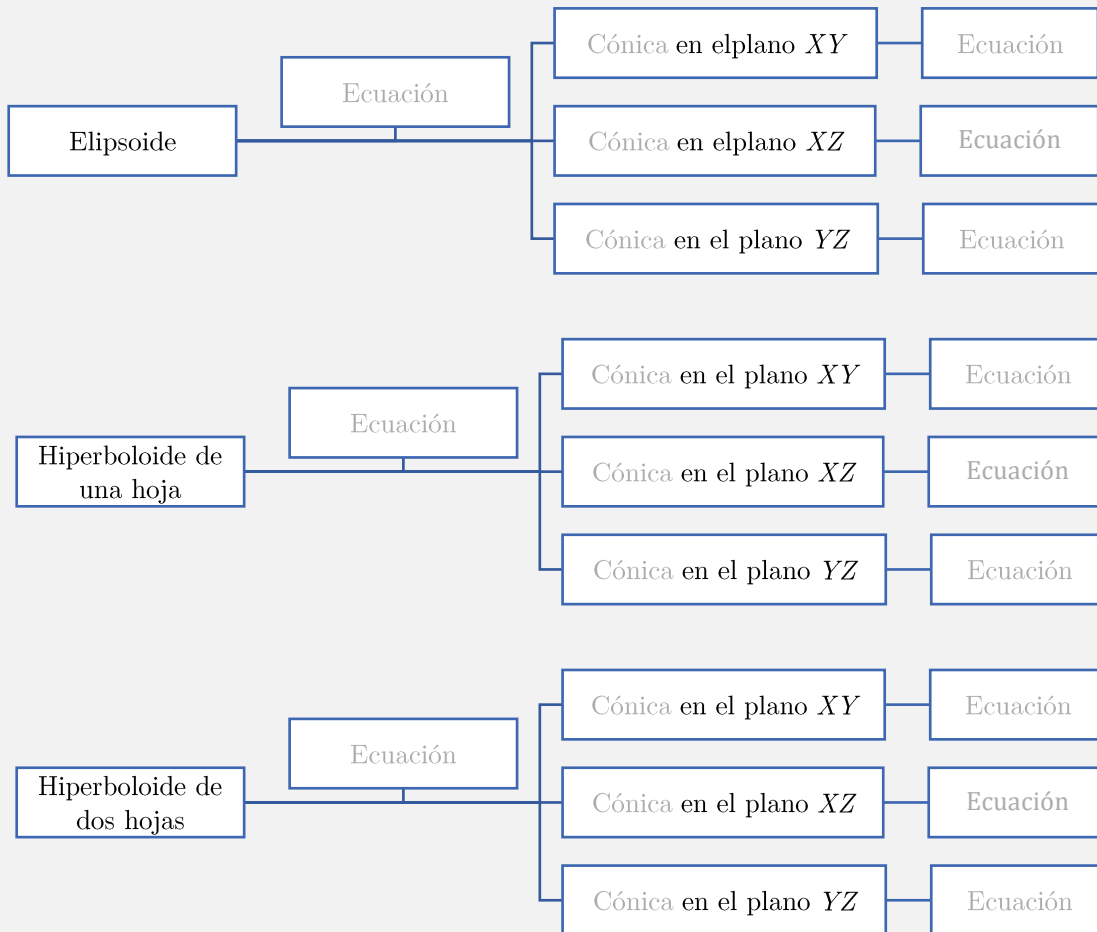 Cónica en elplano XY
Ecuación
Ecuación
Elipsoide
Cónica en elplano XZ
Ecuación
Cónica en el plano YZ
Ecuación
Cónica en el plano XY
Ecuación
Ecuación
Hiperboloide de
una hoja
Cónica en el plano XZ
Ecuación
Cónica en el plano YZ
Ecuación
Cónica en el plano XY
Ecuación
Ecuación
Hiperboloide de
dos hojas
Cónica en el plano XZ
Ecuación
Cónica en el plano YZ
Ecuación